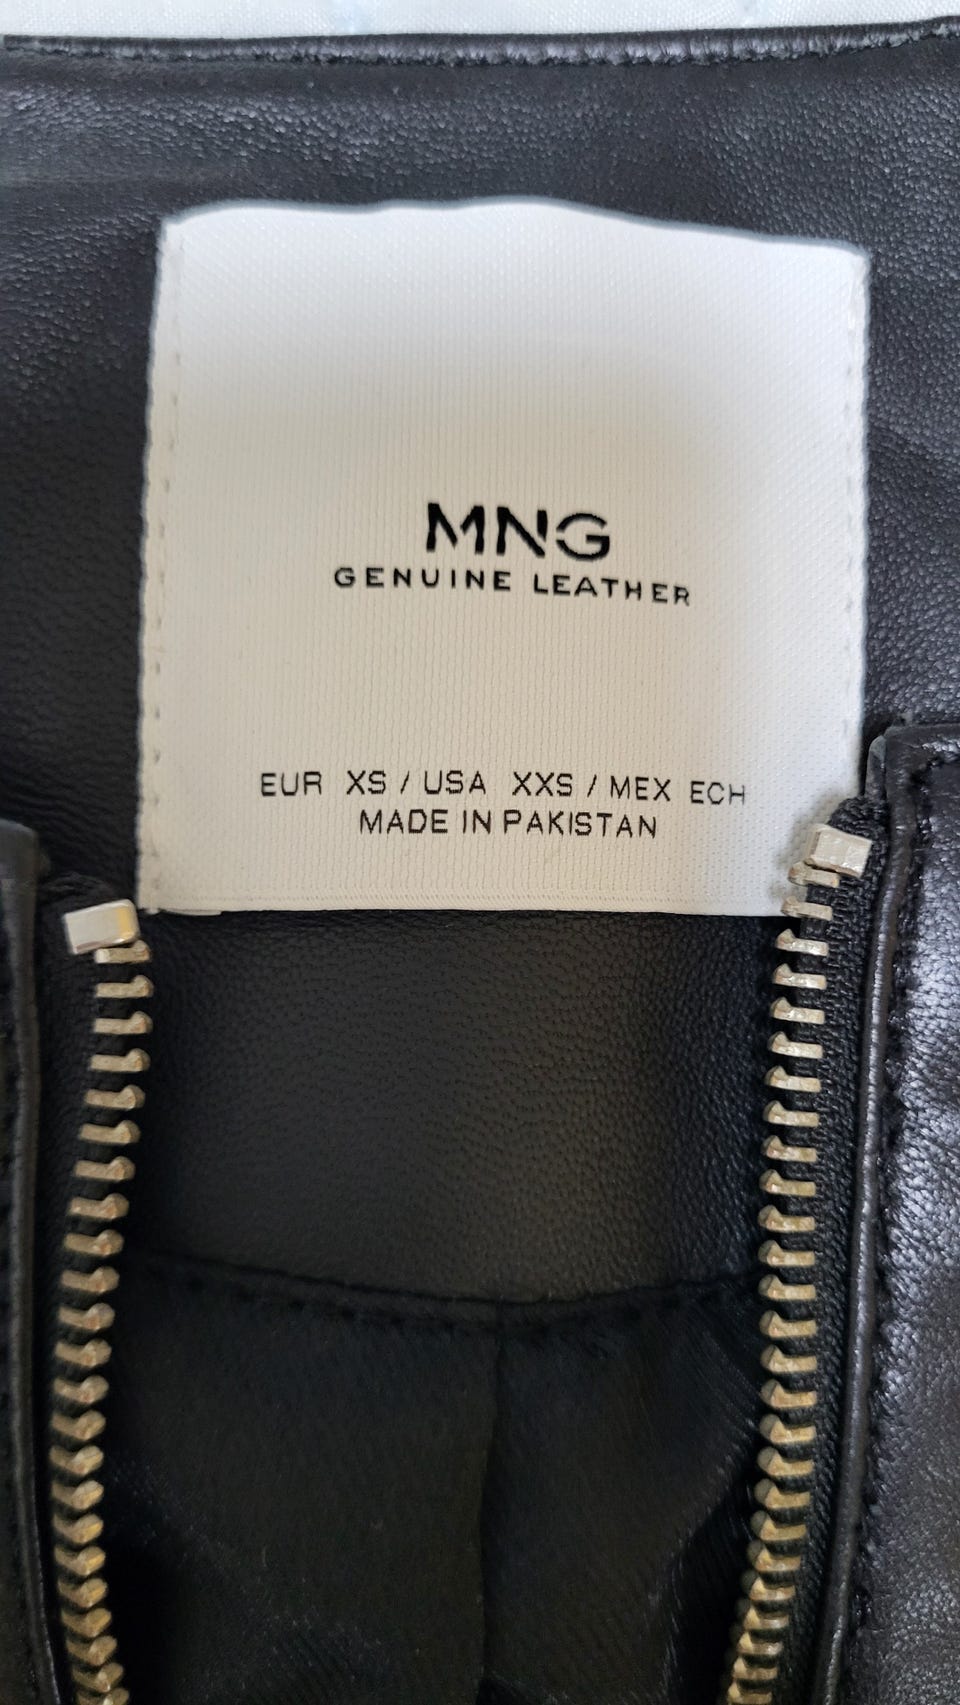 MNG
GENUINE LEATHER
EUR XS / USA XXS / MEX ECH
MADE IN PAKISTAN